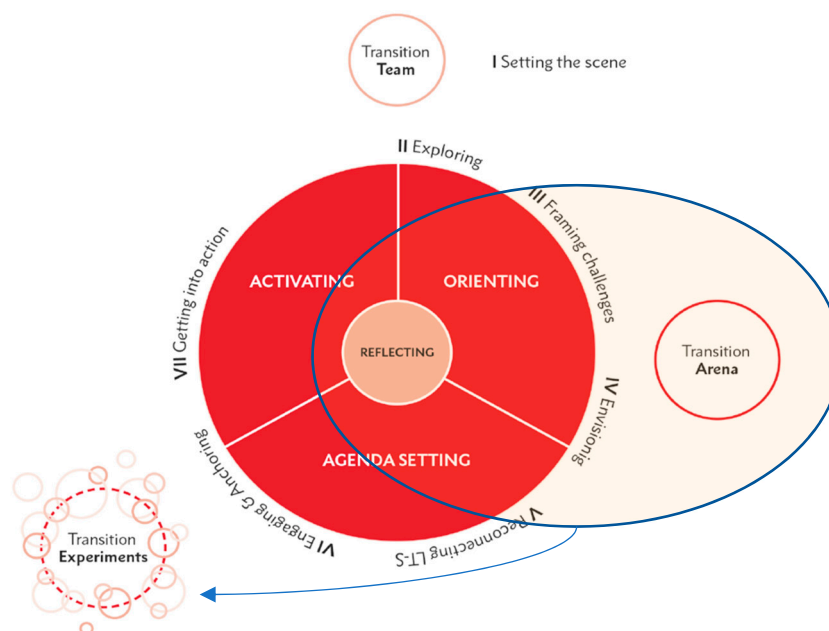 Transition
Team
I Setting the scene
II Exploring
III Framing challenges
VII Getting into action
ACTIVATING
ORIENTING
REFLECTING
Transition
Arena
IV Envisionig
AGENDA SETTING
V Reconnecting LT-S
VI Engaging & Anchoring
Transition
Experiments